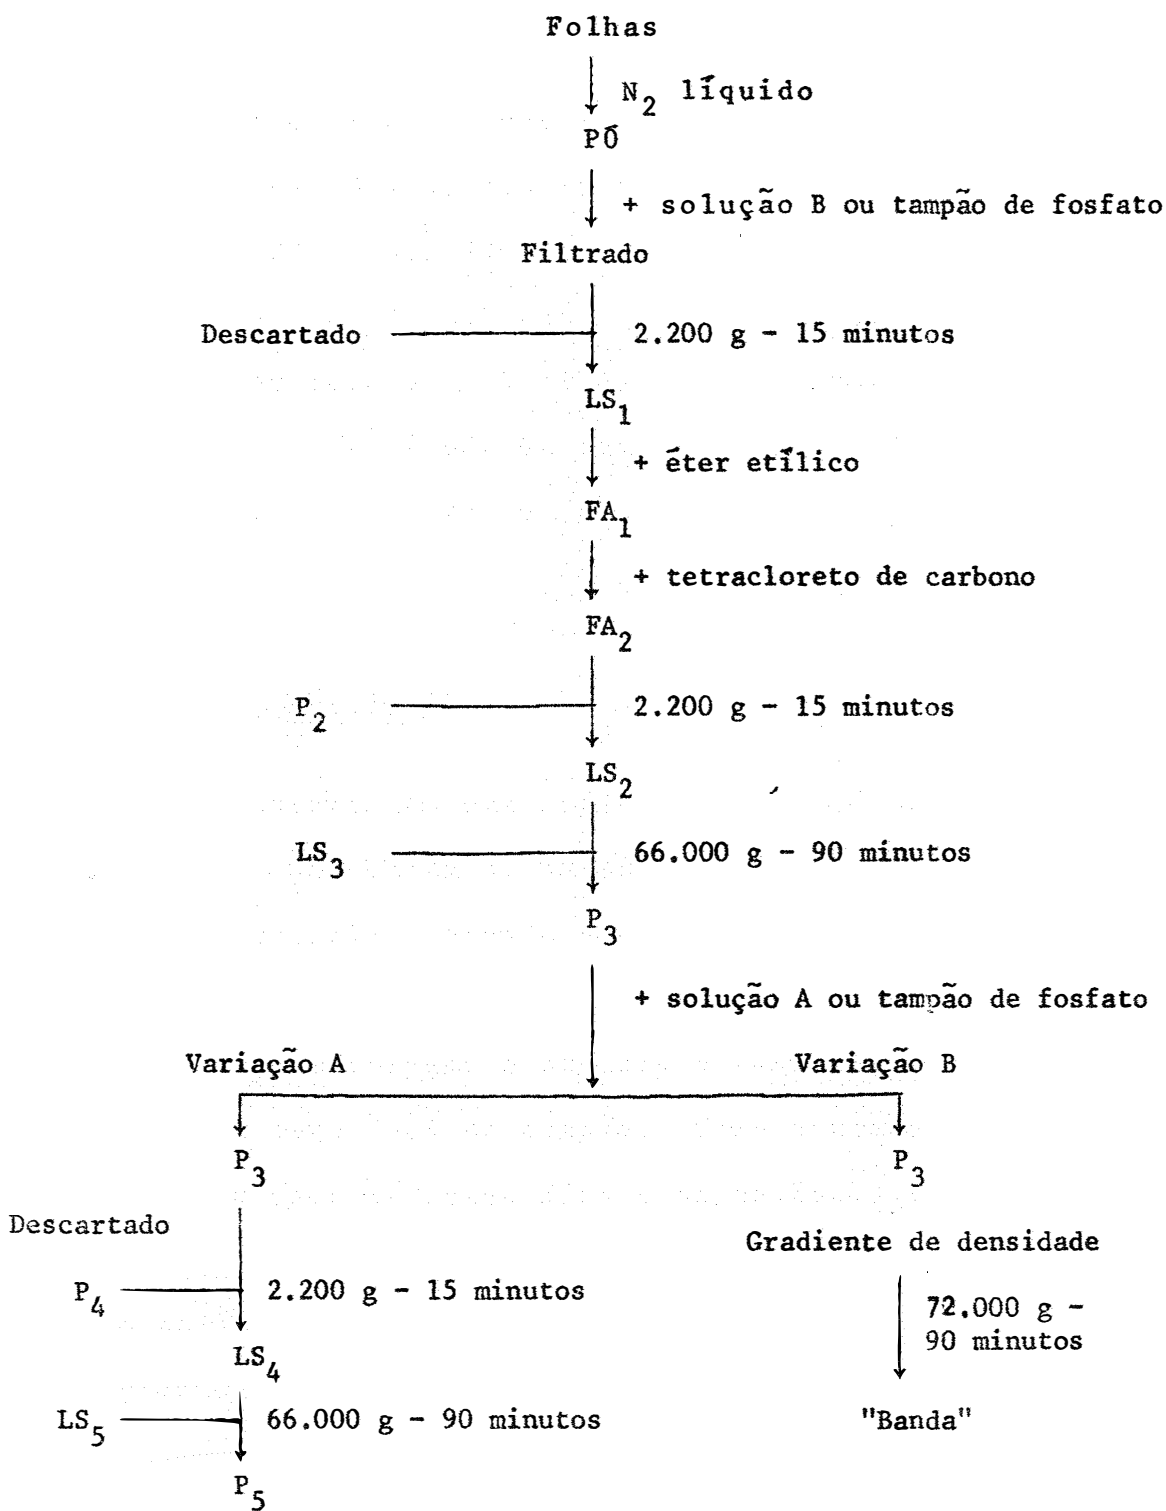 Folhas
N2 líquido
PÓ
+ solução B ou tampão de fosfato
Filtrado
Descartado 2.200 g - 15 minutos
LS1
+ éter etílico
FA1
+ tetracloreto de carbono
FA2
P2 2.200 g - 15 minutos
LS2
LS3 66.000 g - 90 minutos
P3
+ solução A ou tampão de fosfato
Variação A Variação B
P3 P3
Descartado
Gradiente de densidade
P4 2.200 g - 15 minutos
72.000 g -
90 minutos
LS4
LS5 66.000 g - 90 minutos
"Banda"
P5